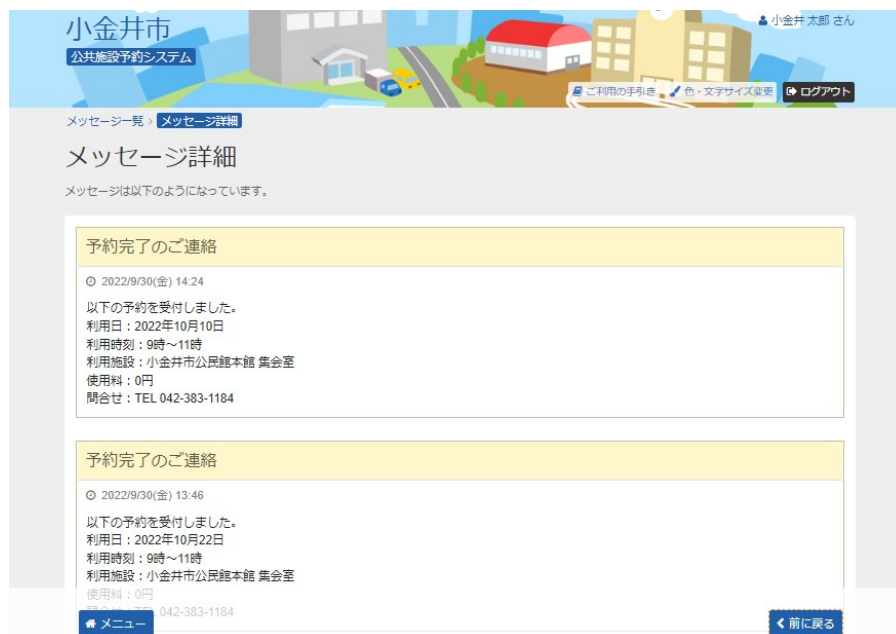 小金井市
公共施設予約システム
小金井 太郎 さん
ご利用の手引き
色・文字サイズ変更
ログアウト
メッセージ一覧 › メッセージ詳細
メッセージ詳細
メッセージは以下のようになっています。
予約完了のご連絡
2022/9/30(金) 14:24
以下の予約を受付しました。
利用日：2022年10月10日
利用時刻：9時～11時
利用施設：小金井市公民館本館 集会室
使用料：0円
問合せ：TEL 042-383-1184
予約完了のご連絡
2022/9/30(金) 13:46
以下の予約を受付しました。
利用日：2022年10月22日
利用時刻：9時～11時
利用施設：小金井市公民館本館 集会室
使用料：0円
042-383-1184
メニュー
前に戻る